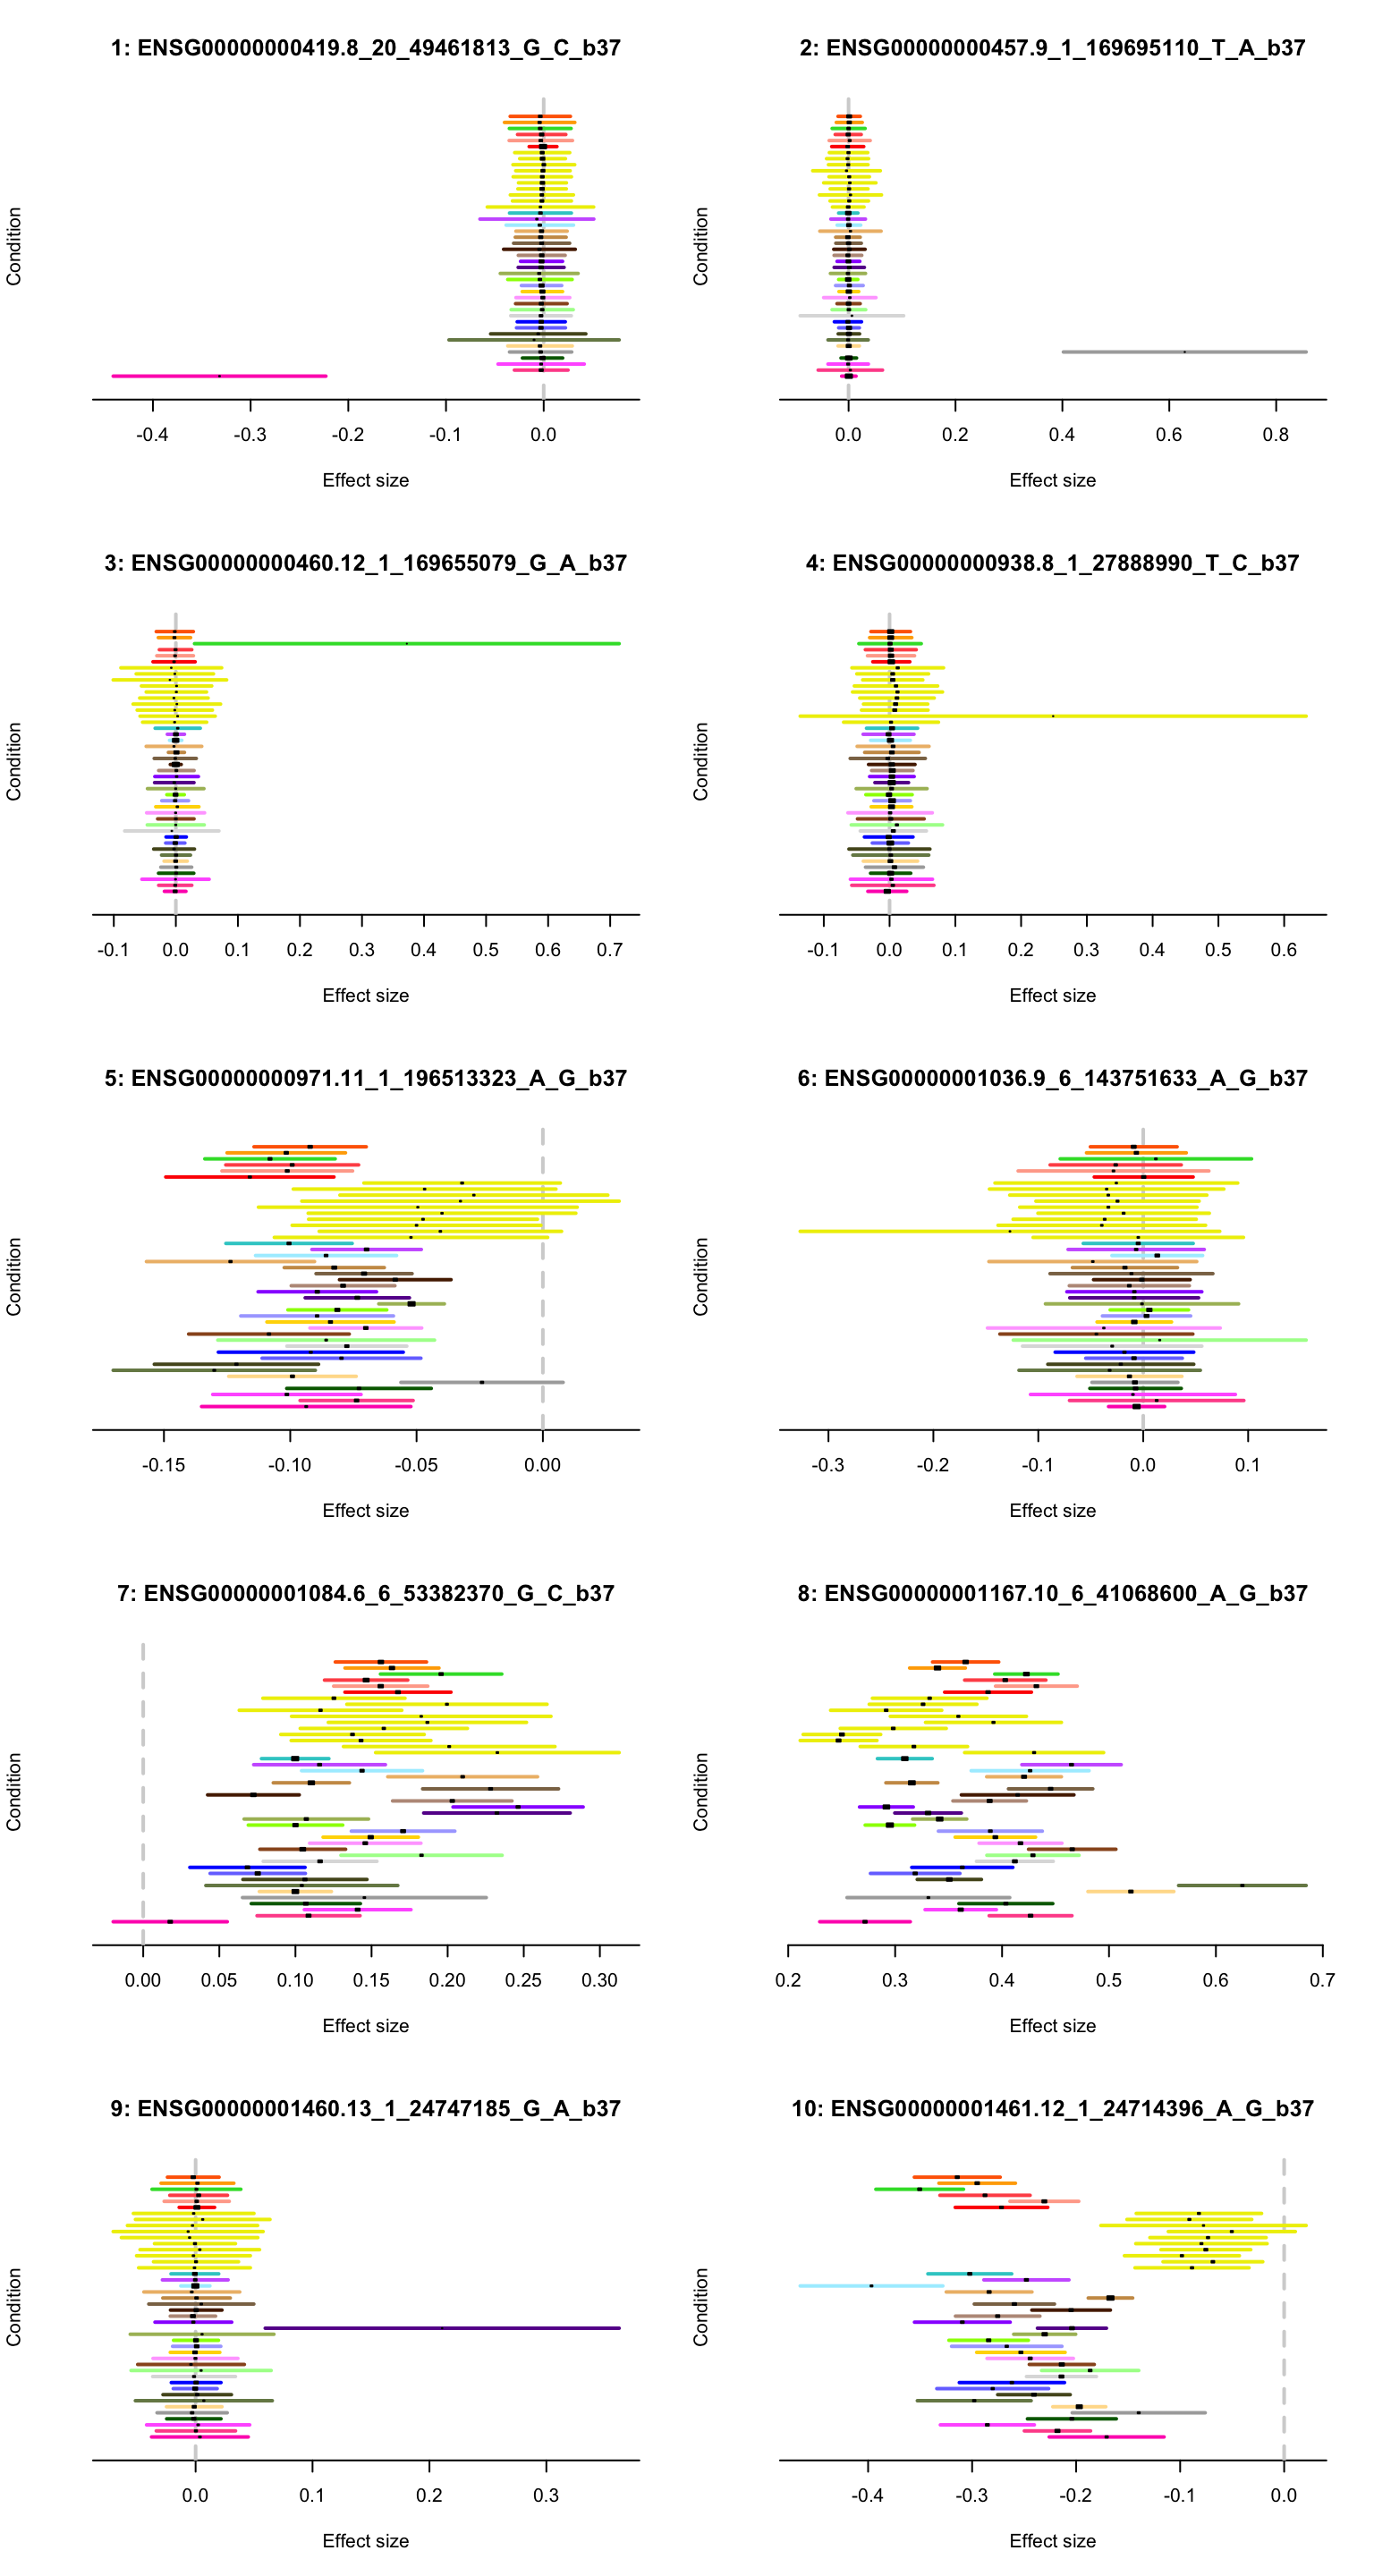 1: ENSG00000000419.8_20_49461813_G_C_b37
Condition
-0.4 -0.3 -0.2 -0.1 0.0
Effect size
2: ENSG00000000457.9_1_169695110_T_A_b37
Condition
0.0 0.2 0.4 0.6 0.8
Effect size
3: ENSG00000000460.12_1_169655079_G_A_b37
Condition
-0.1 0.0 0.1 0.2 0.3 0.4 0.5 0.6 0.7
Effect size
4: ENSG00000000938.8_1_27888990_T_C_b37
Condition
-0.1 0.0 0.1 0.2 0.3 0.4 0.5 0.6
Effect size
5: ENSG00000000971.11_1_196513323_A_G_b37
Condition
-0.15 -0.10 -0.05 0.00
Effect size
6: ENSG00000001036.9_6_143751633_A_G_b37
Condition
-0.3 -0.2 -0.1 0.0 0.1
Effect size
7: ENSG00000001084.6_6_53382370_G_C_b37
Condition
0.00 0.05 0.10 0.15 0.20 0.25 0.30
Effect size
8: ENSG00000001167.10_6_41068600_A_G_b37
Condition
0.2 0.3 0.4 0.5 0.6 0.7
Effect size
9: ENSG00000001460.13_1_24747185_G_A_b37
Condition
0.0 0.1 0.2 0.3
Effect size
10: ENSG00000001461.12_1_24714396_A_G_b37
Condition
-0.4 -0.3 -0.2 -0.1 0.0
Effect size